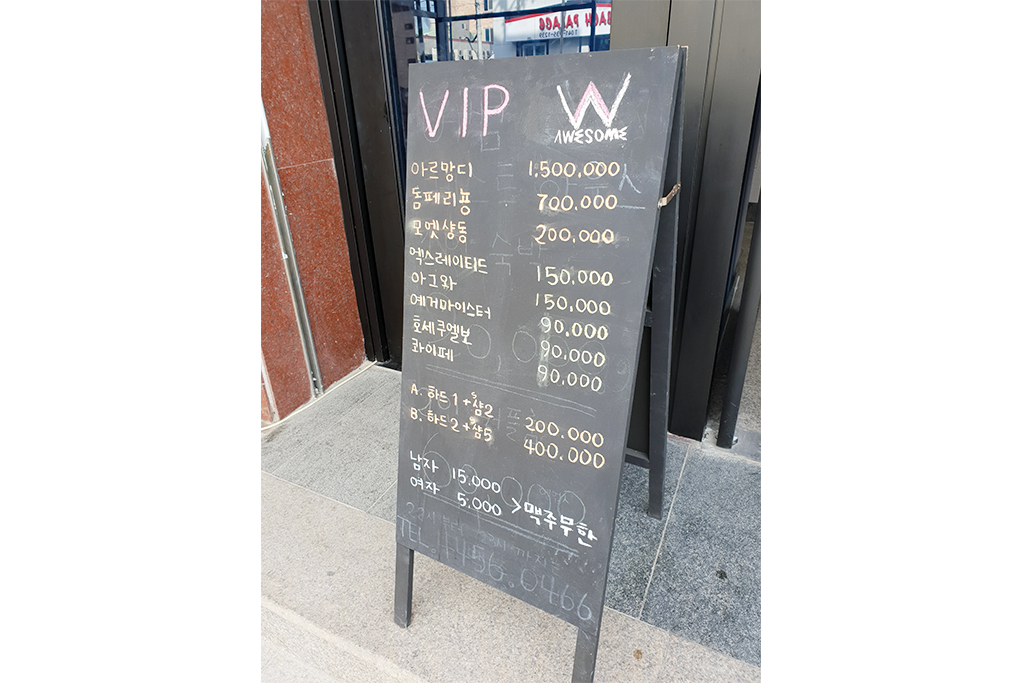 VIP
W
AWESOME
아르망디 1,500,000
돔페리뇽 700,000
모엣샹동 200,000
엑스레이티드 150,000
아그와 150,000
예거마이스터 90,000
호세쿠엘보 90,000
콰이페 90,000
A. 하드1+샴2 200.000
B. 하드2+샴5 400.000
남자 15.000
여자 5.000 >맥주무한
TEL 456.0466